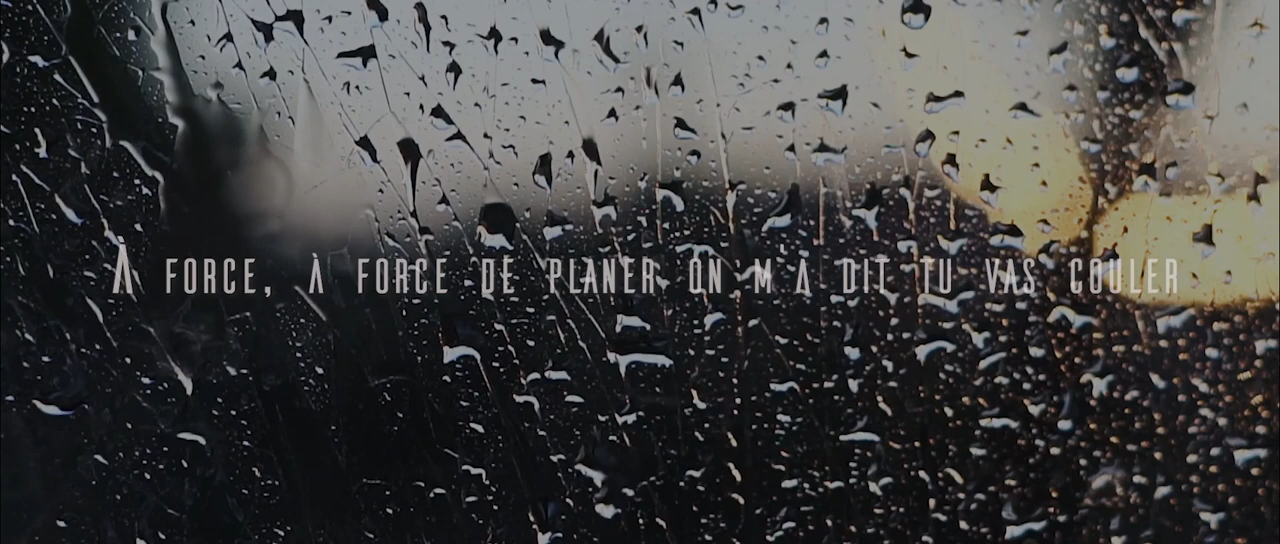 À FORCE, À FORCE DE PLANER ON M'A DIT TU VAS COULER